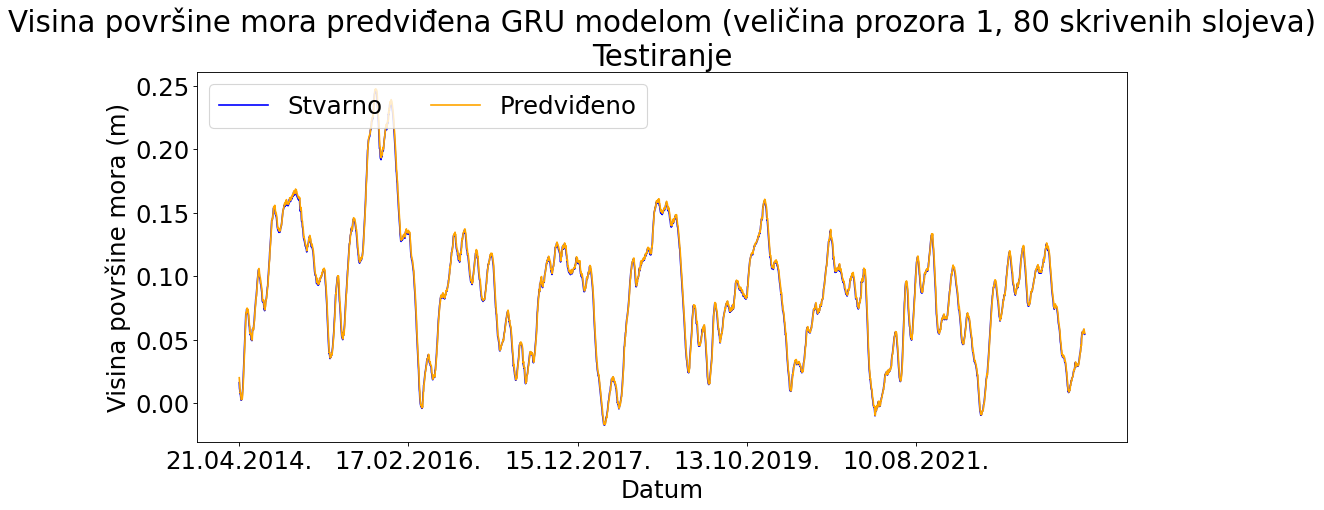 Visina površine mora predviđena GRU modelom (veličina prozora 1, 80 skrivenih slojeva)
Testiranje
Stvarno
Predviđeno
Visina površine mora (m)
0.25
0.20
0.15
0.10
0.05
0.00
21.04.2014.
17.02.2016.
15.12.2017.
13.10.2019.
10.08.2021.
Datum